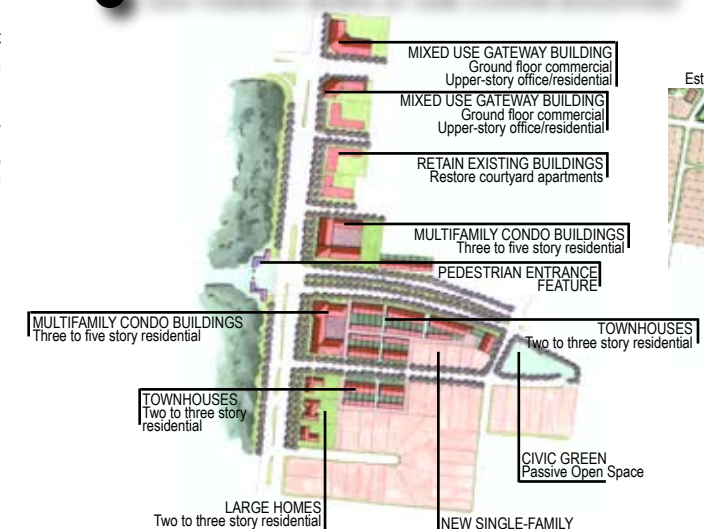 MIXED USE GATEWAY BUILDING
Ground floor commercial
Upper-story office/residential
Est
MIXED USE GATEWAY BUILDING
Ground floor commercial
Upper-story office/residential
RETAIN EXISTING BUILDINGS
Restore courtyard apartments
MULTIFAMILY CONDO BUILDINGS
Three to five story residential
PEDESTRIAN ENTRANCE
FEATURE
MULTIFAMILY CONDO BUILDINGS
Three to five story residential
TOWNHOUSES
Two to three story residential
TOWNHOUSES
Two to three story
residential
CIVIC GREEN
Passive Open Space
LARGE HOMES
Two to three story residential
NEW SINGLE-FAMILY